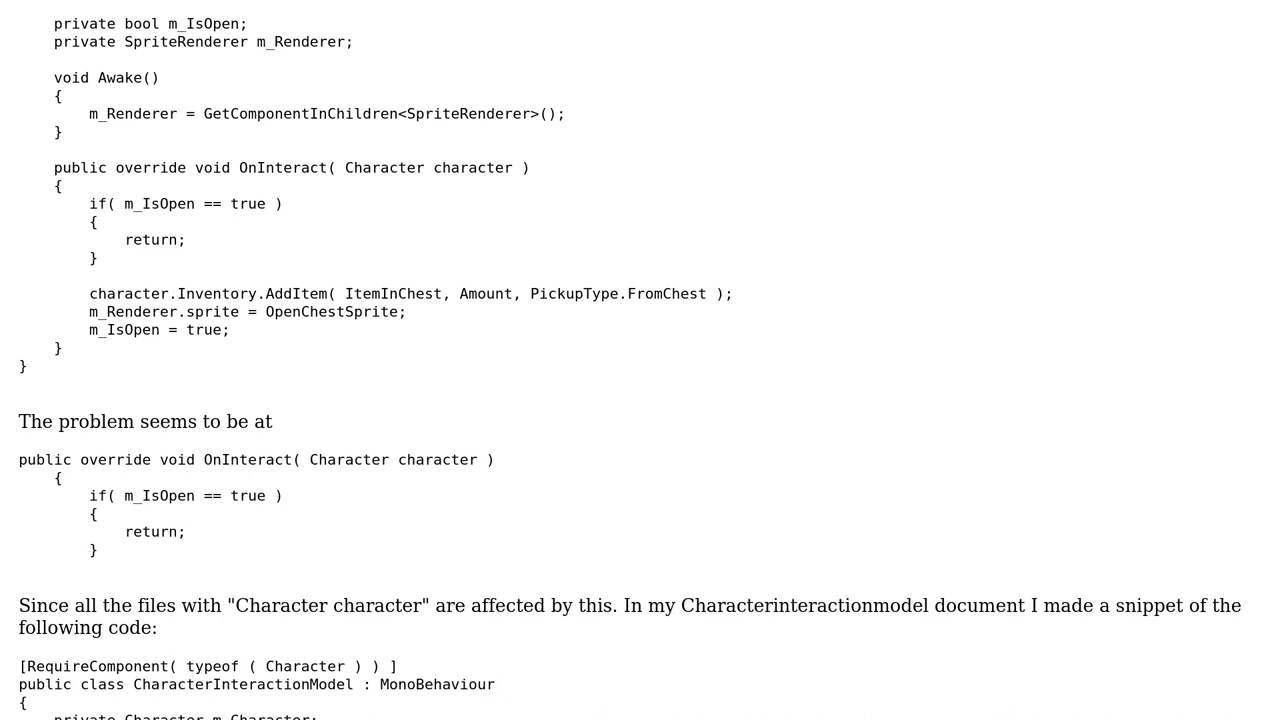 private bool m_IsOpen;
private SpriteRenderer m_Renderer;
void Awake()
{
m_Renderer = GetComponentInChildren<SpriteRenderer>();
}
public override void OnInteract( Character character )
{
if( m_IsOpen == true )
{
return;
}
character.Inventory.AddItem( ItemInChest, Amount, PickupType.FromChest );
m_Renderer.sprite = OpenChestSprite;
m_IsOpen = true;
}
}
The problem seems to be at
public override void OnInteract( Character character )
{
if( m_IsOpen == true )
{
return;
}
Since all the files with "Character character" are affected by this. In my Characterinteractionmodel document I made a snippet of the
following code:
[RequireComponent( typeof ( Character ) ) ]
public class CharacterInteractionModel : MonoBehaviour
{
private Character m_Character;